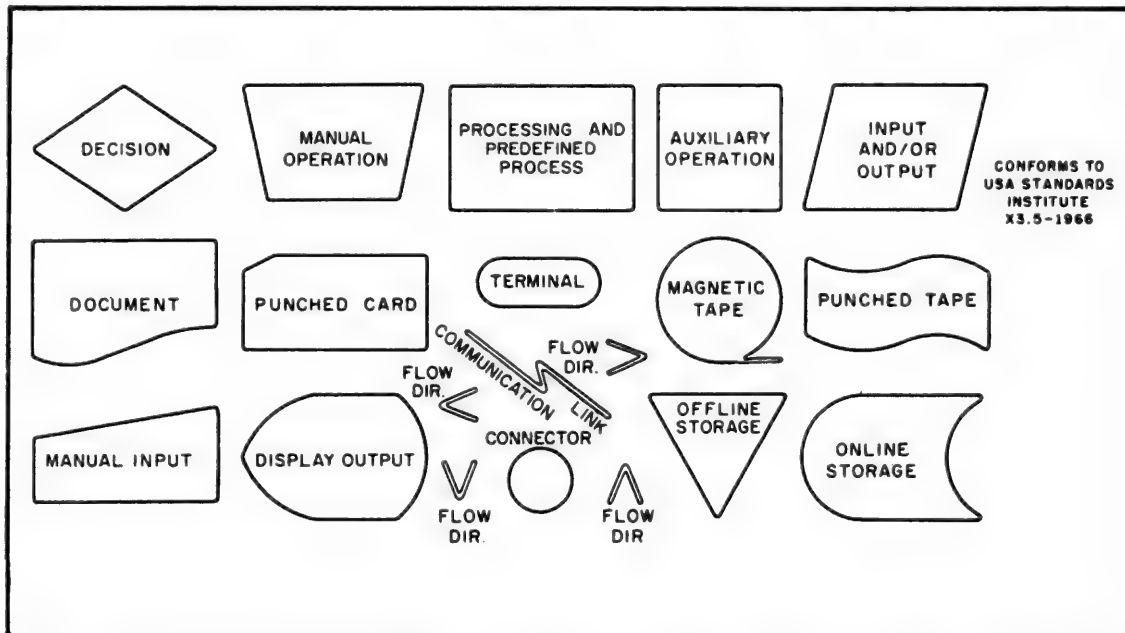 DECISION
MANUAL
OPERATION
PROCESSING AND
PREDEFINED
PROCESS
AUXILIARY
OPERATION
INPUT
AND/OR
OUTPUT
CONFORMS TO
USA STANDARDS
INSTITUTE
X3.5-1966
DOCUMENT
PUNCHED CARD
TERMINAL
MAGNETIC
TAPE
PUNCHED TAPE
COMMUNICATION LINK
FLOW
DIR.
FLOW
DIR.
MANUAL INPUT
DISPLAY OUTPUT
CONNECTOR
OFFLINE
STORAGE
ONLINE
STORAGE
FLOW
DIR.
FLOW
DIR